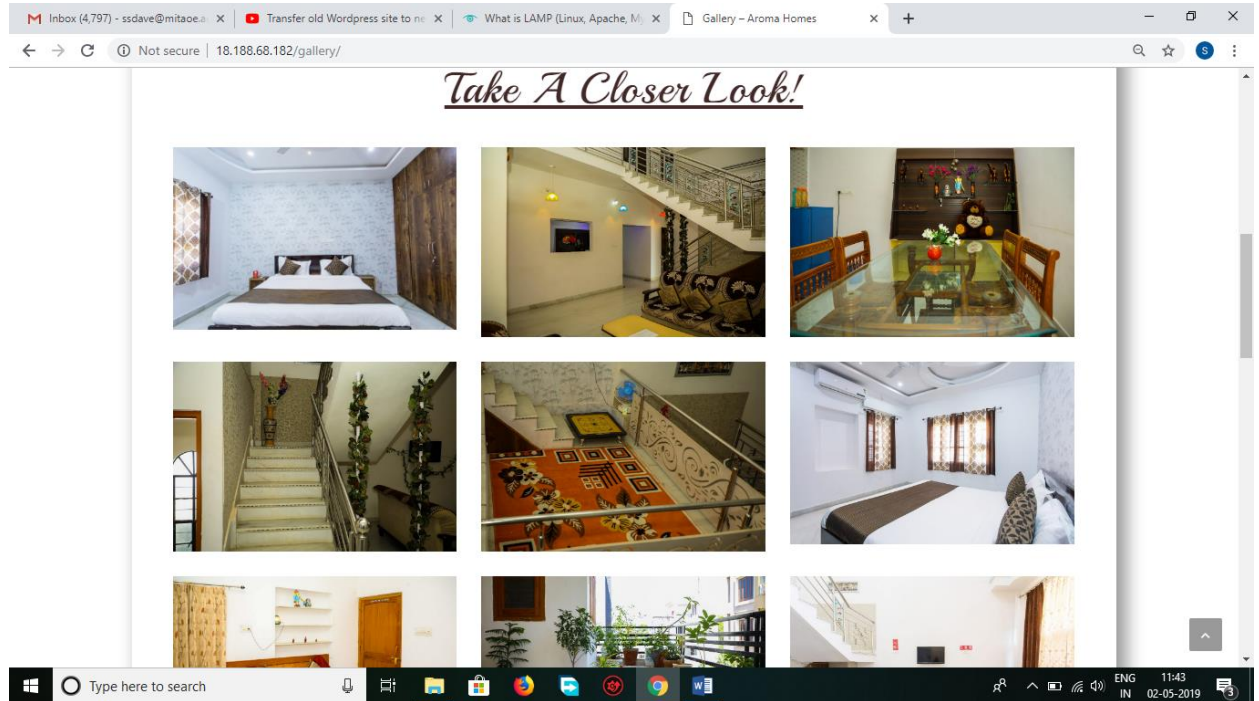 Inbox (4,797) - ssdave@mitaoe.a
Transfer old Wordpress site to ne
What is LAMP (Linux, Apache, My
Gallery – Aroma Homes
Not secure | 18.188.68.182/gallery/
S
Take A Closer Look!
Type here to search
ENG
IN
11:43
02-05-2019
3